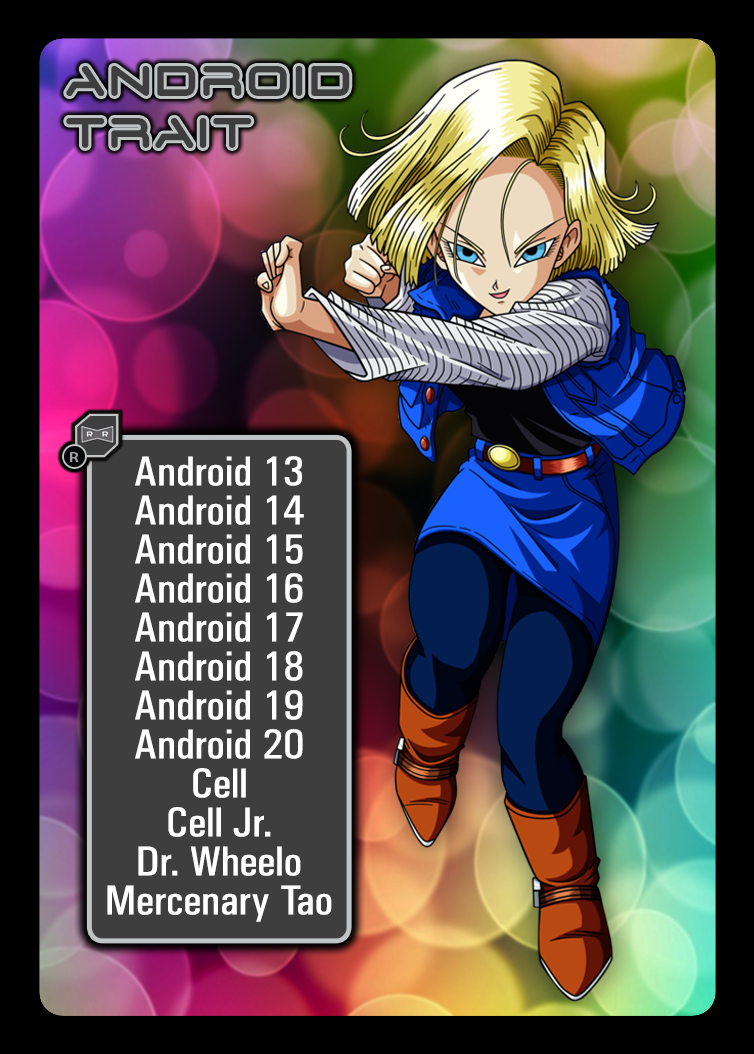 ANDROID
TRAIT
R R
R
Android 13
Android 14
Android 15
Android 16
Android 17
Android 18
Android 19
Android 20
Cell
Cell Jr.
Dr. Wheelo
Mercenary Tao